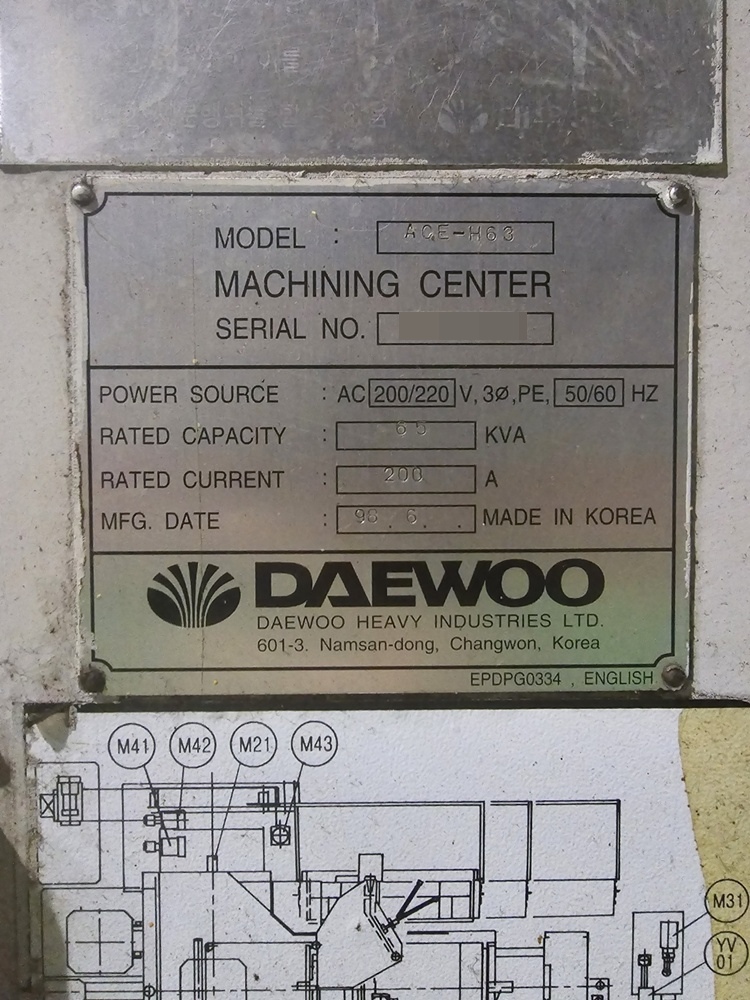 MODEL : ACE-H63
MACHINING CENTER
SERIAL NO.
POWER SOURCE : AC 200/220 V, 3Ø, PE, 50/60 HZ
RATED CAPACITY : 65 KVA
RATED CURRENT : 200 A
MFG. DATE : 96. 6. . MADE IN KOREA
DAEWOO
DAEWOO HEAVY INDUSTRIES LTD.
601-3. Namsan-dong, Changwon, Korea
EPDPG0334 , ENGLISH
M41 M42 M21 M43
M31
YV
01